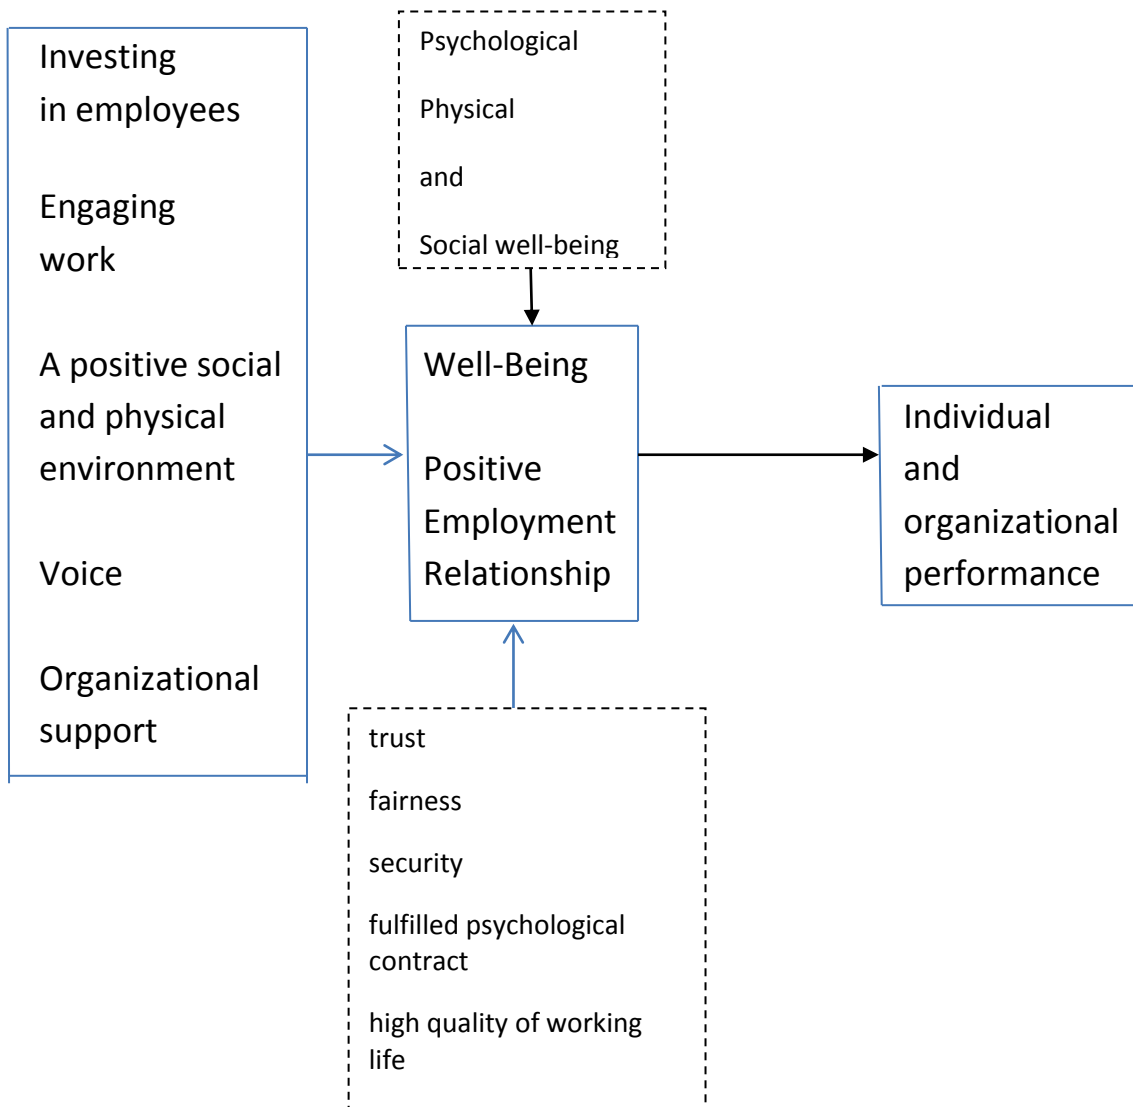 Investing
in employees
Engaging
work
A positive social
and physical
environment
Voice
Organizational
support
Psychological
Physical
and
Social well-being
Well-Being
Positive
Employment
Relationship
trust
fairness
security
fulfilled psychological
contract
high quality of working
life
Individual
and
organizational
performance